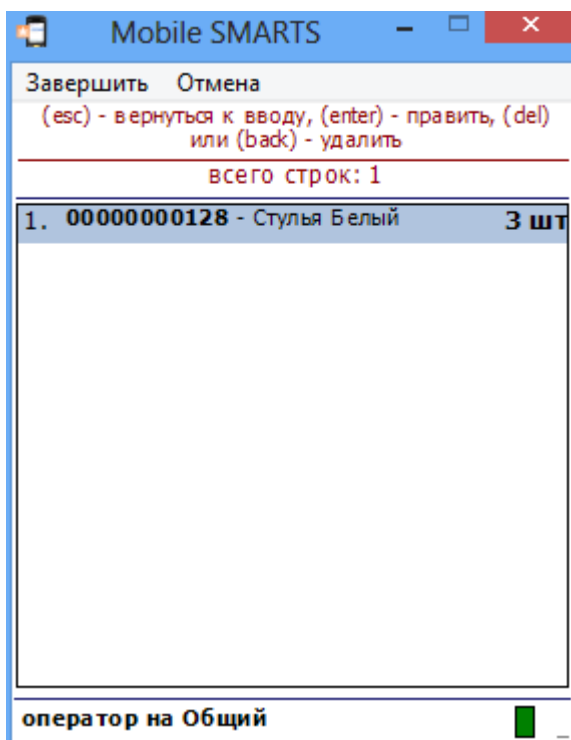 Mobile SMARTS
Завершить Отмена
(esc) - вернуться к вводу, (enter) - править, (del)
или (back) - удалить
всего строк: 1
1. 00000000128 - Стулья Белый 3 шт
оператор на Общий